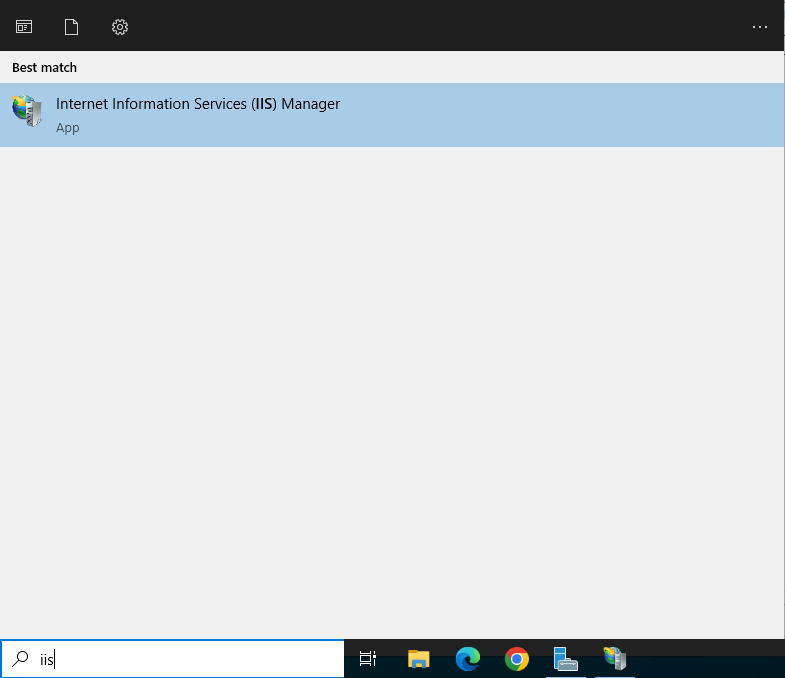 Best match
Internet Information Services (IIS) Manager
App
iis